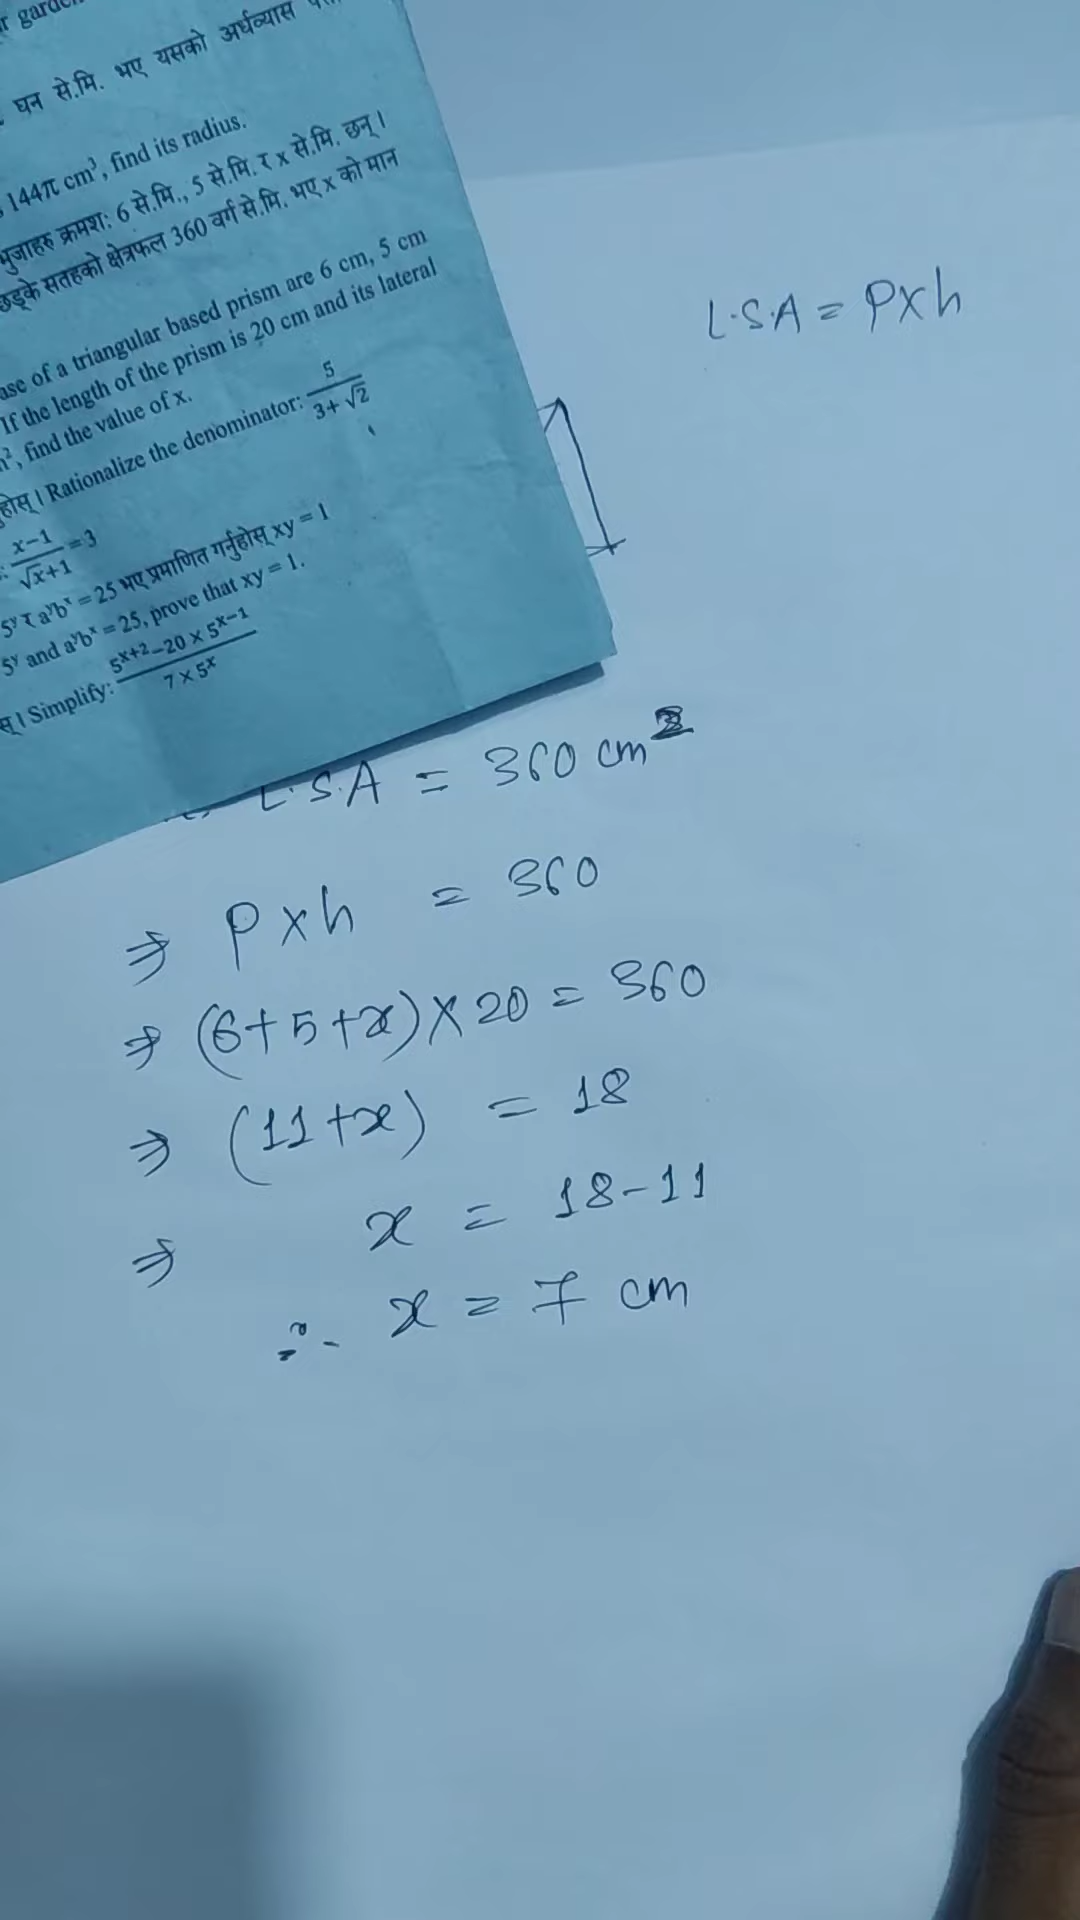 घन से.मि. भए यसको अर्धव्यास
144π cm³, find its radius.
भुजाहरु क्रमश: 6 से.मि., 5 से.मि. र x से.मि. छन् ।
छड्के सतहको क्षेत्रफल 360 वर्ग से.मि. भए x को मान
of a triangular based prism are 6 cm, 5 cm
If the length of the prism is 20 cm and its lateral
, find the value of x.
। Rationalize the denominator: 5/(3+√2)
(x-1)/(√x+1) =3
5ʸ र aʸbˣ = 25 भए प्रमाणित गर्नुहोस् xy = 1
5ʸ and aʸbˣ = 25, prove that xy = 1.
। Simplify: (5ˣ⁺²-20 × 5ˣ⁻¹)/(7 × 5ˣ)
L.S.A = P×h
L.S.A = 360 cm²
⇒ P×h = 360
⇒ (6+5+x)×20 = 360
⇒ (11+x) = 18
⇒ x = 18-11
∴ x = 7 cm